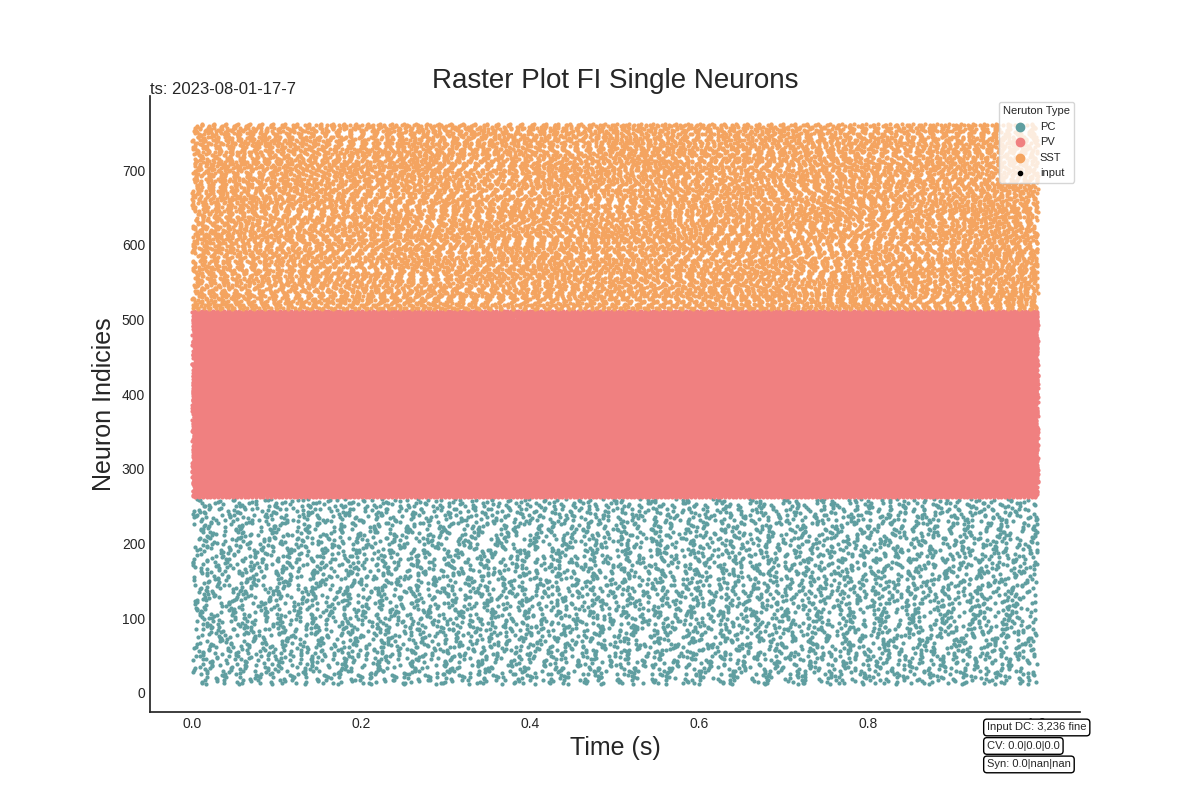 Raster Plot FI Single Neurons
ts: 2023-08-01-17-7
Neruton Type
PC
PV
SST
input
Neuron Indicies
700
600
500
400
300
200
100
0
0.0 0.2 0.4 0.6 0.8
Time (s)
Input DC: 3,236 fine
CV: 0.0|0.0|0.0
Syn: 0.0|nan|nan